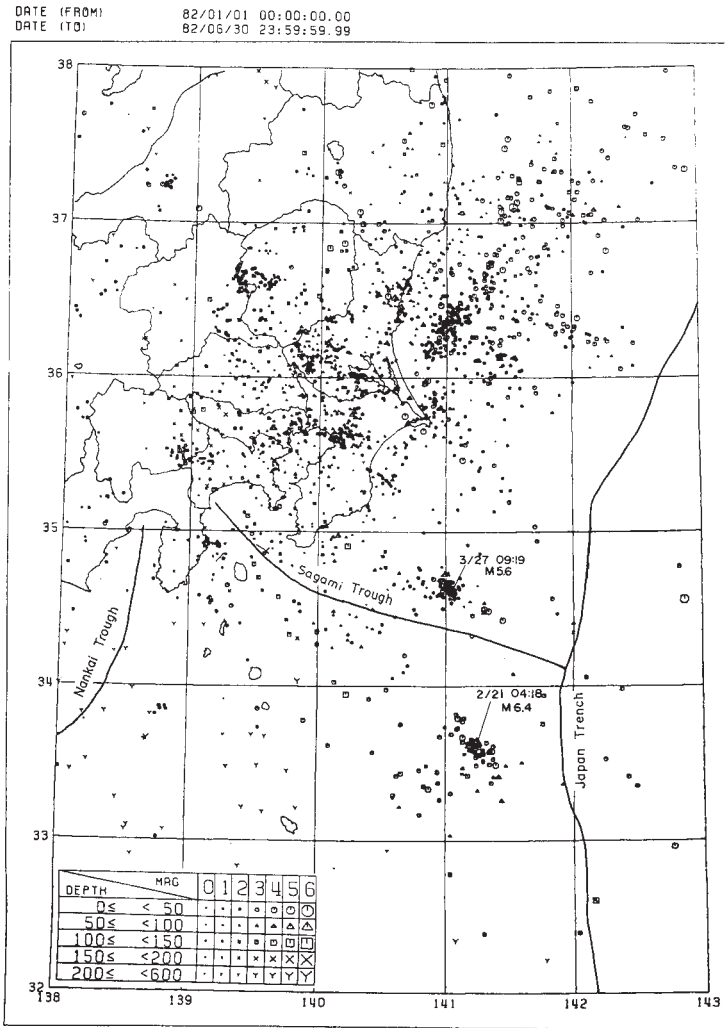 DATE (FROM) 82/01/01 00:00:00.00
DATE (TO) 82/06/30 23:59:59.99
38
37
36
35
3/27 09:19
M5.6
Sagami Trough
Nankai Trough
34
2/21 04:18
M6.4
Japan Trench
33
MAG 0 1 2 3 4 5 6
DEPTH
0≤ <50
50≤ <100
100≤ <150
150≤ <200
200≤ <600
32
138 139 140 141 142 143